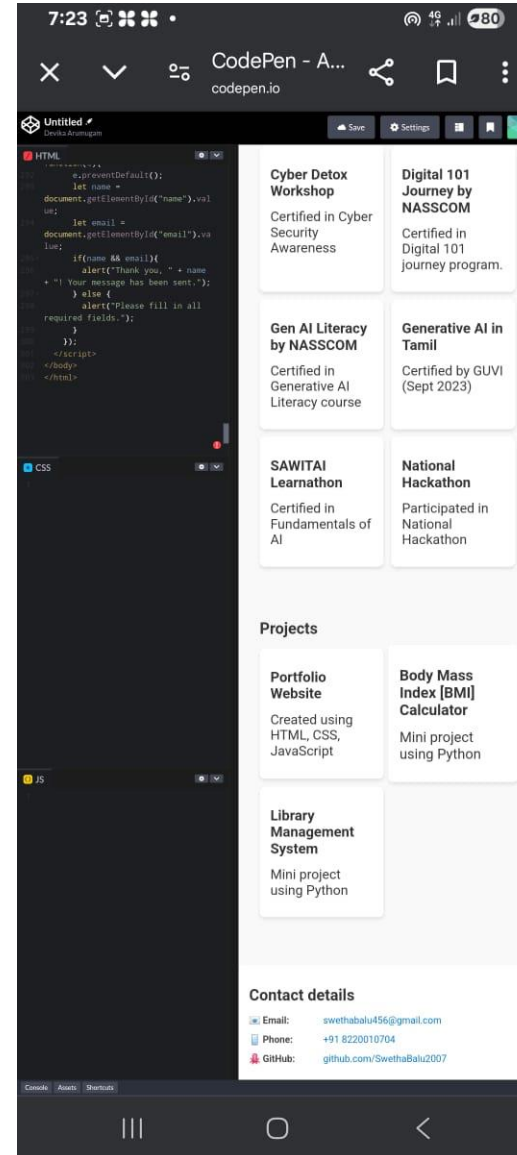 7:23
4G
80
CodePen - A...
codepen.io
Untitled
Devika Arumugam
Save
Settings
HTML
function(e){
e.preventDefault();
let name =
document.getElementById("name").val
ue;
let email =
document.getElementById("email").va
lue;
if(name && email){
alert("Thank you, " + name
+ "! Your message has been sent.");
} else {
alert("Please fill in all
required fields.");
}
});
</script>
</body>
</html>
CSS
JS
Cyber Detox
Workshop
Certified in Cyber
Security
Awareness
Digital 101
Journey by
NASSCOM
Certified in
Digital 101
journey program.
Gen AI Literacy
by NASSCOM
Certified in
Generative AI
Literacy course
Generative AI in
Tamil
Certified by GUVI
(Sept 2023)
SAWITAI
Learnathon
Certified in
Fundamentals of
AI
National
Hackathon
Participated in
National
Hackathon
Projects
Portfolio
Website
Created using
HTML, CSS,
JavaScript
Body Mass
Index [BMI]
Calculator
Mini project
using Python
Library
Management
System
Mini project
using Python
Contact details
Email: swethabalu456@gmail.com
Phone: +91 8220010704
GitHub: github.com/SwethaBalu2007
Console Assets Shortcuts